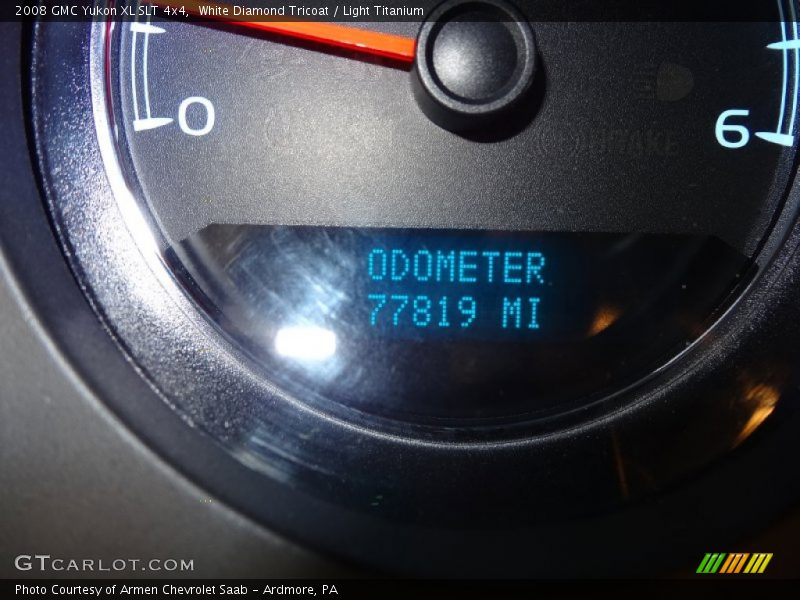 2008 GMC Yukon XL SLT 4x4, White Diamond Tricoat / Light Titanium
0
6
ODOMETER
77819 MI
GTCARLOT.COM
Photo Courtesy of Armen Chevrolet Saab - Ardmore, PA